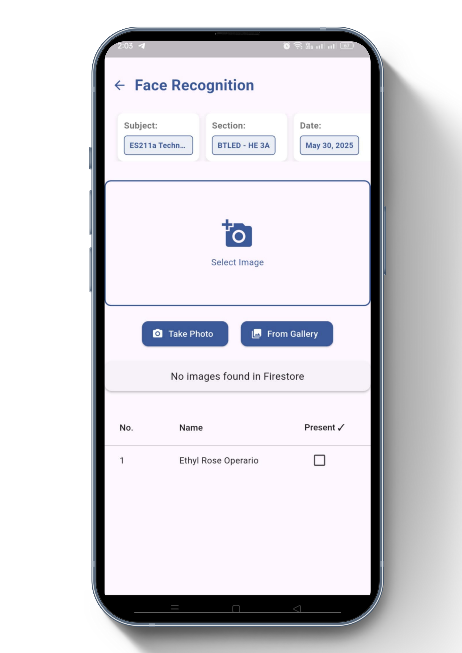 2:05
Face Recognition
Subject:
Section:
Date:
ES211a Techn...
BTLED - HE 3A
May 30, 2025
Select Image
Take Photo
From Gallery
No images found in Firestore
No.
Name
Present ✓
1
Ethyl Rose Operario